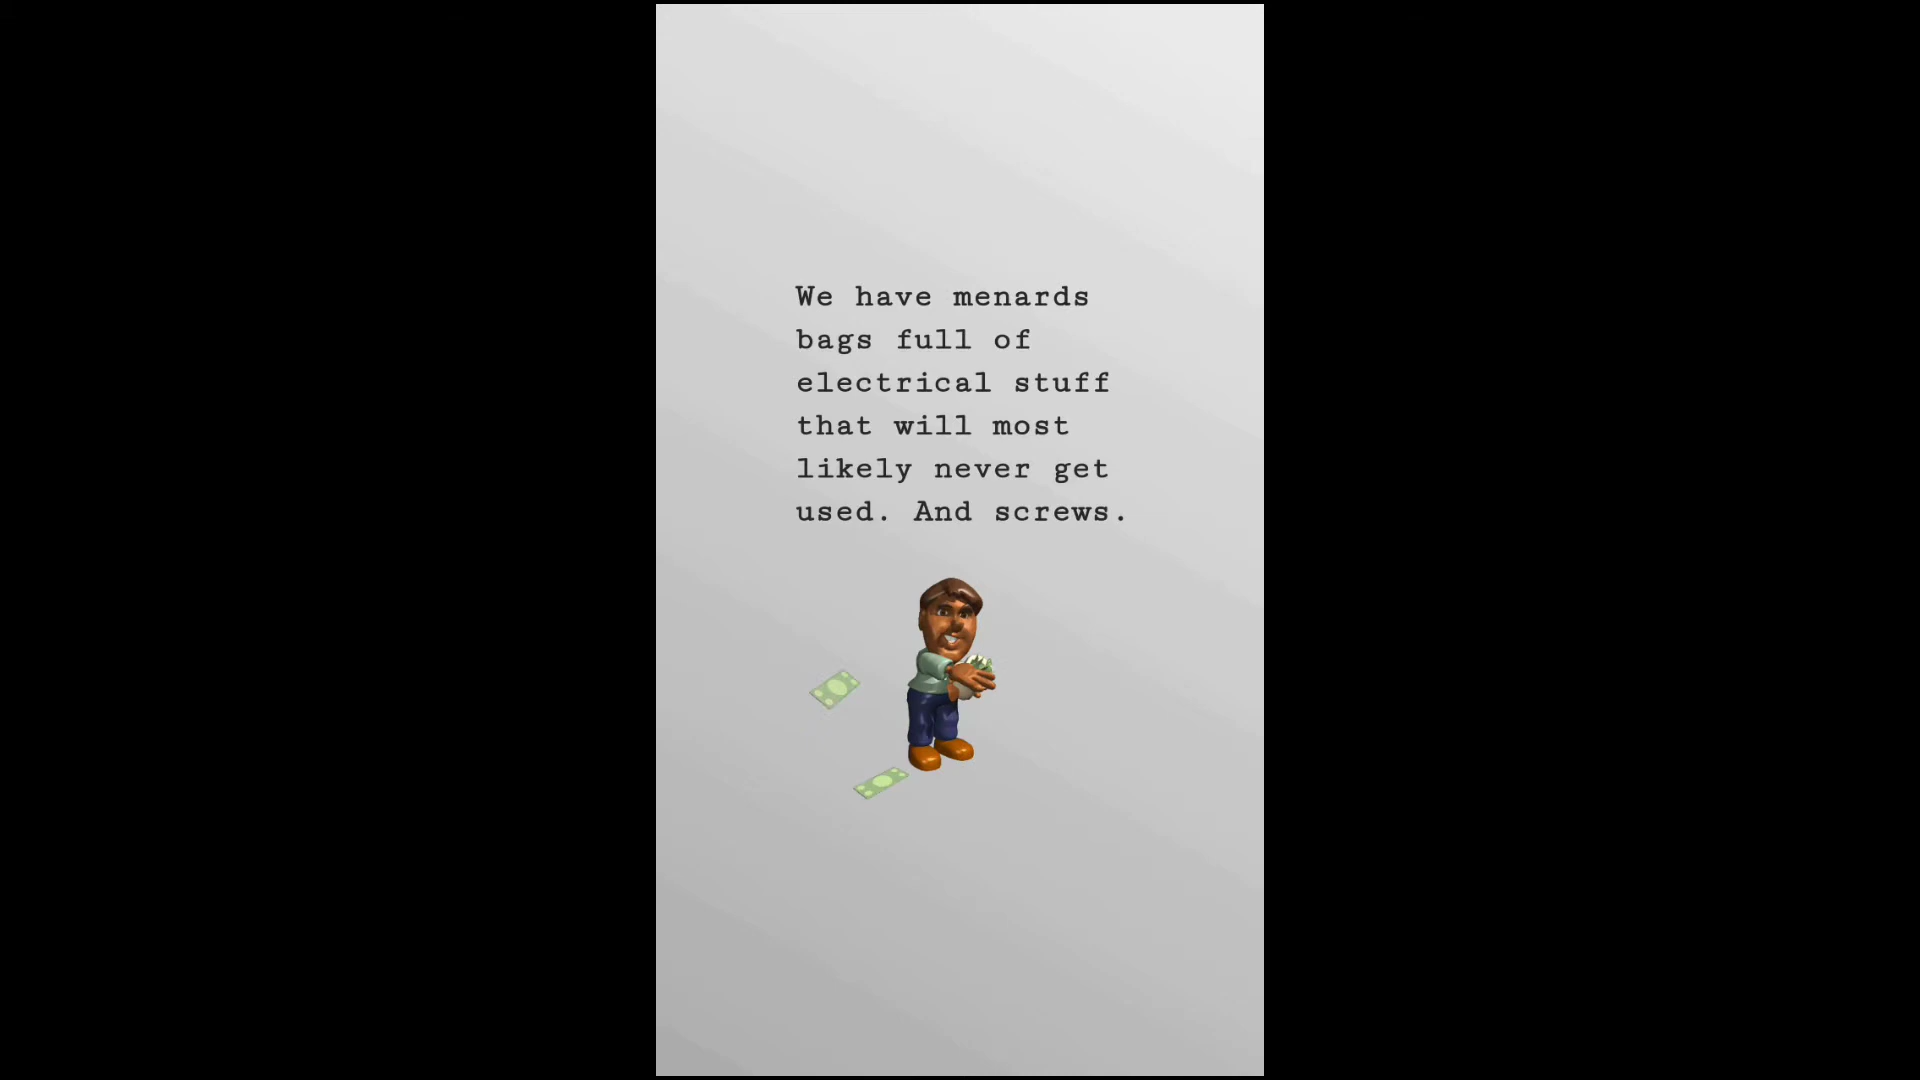 We have menards
bags full of
electrical stuff
that will most
likely never get
used. And screws.